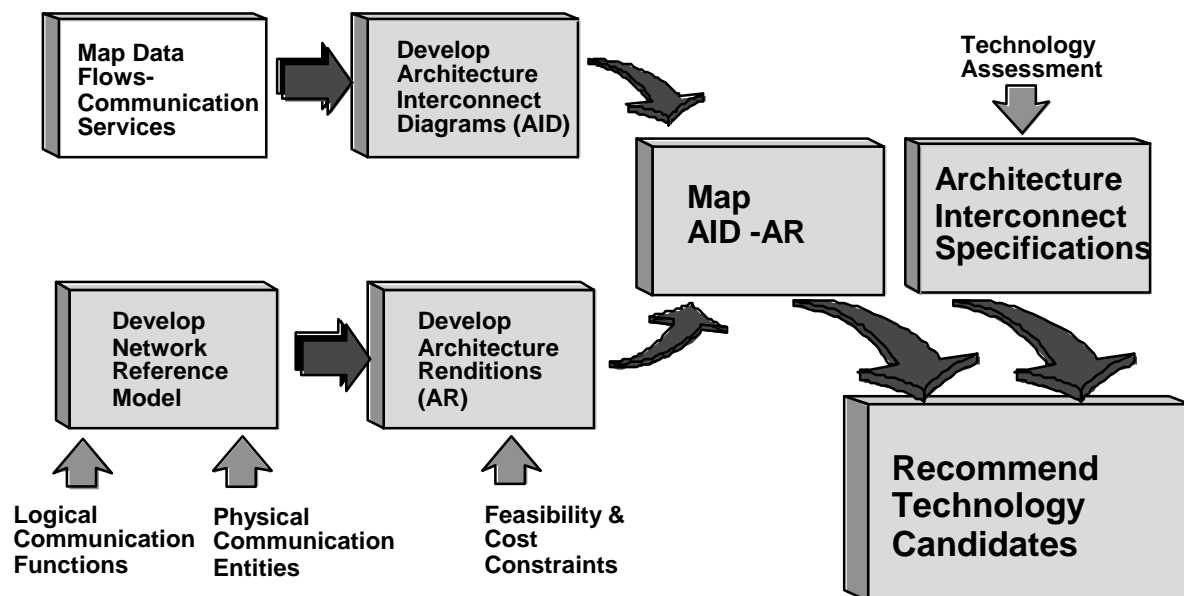 Map Data
Flows-
Communication
Services
Develop
Architecture
Interconnect
Diagrams (AID)
Technology
Assessment
Map
AID -AR
Architecture
Interconnect
Specifications
Develop
Network
Reference
Model
Develop
Architecture
Renditions
(AR)
Recommend
Technology
Candidates
Logical
Communication
Functions
Physical
Communication
Entities
Feasibility &
Cost
Constraints